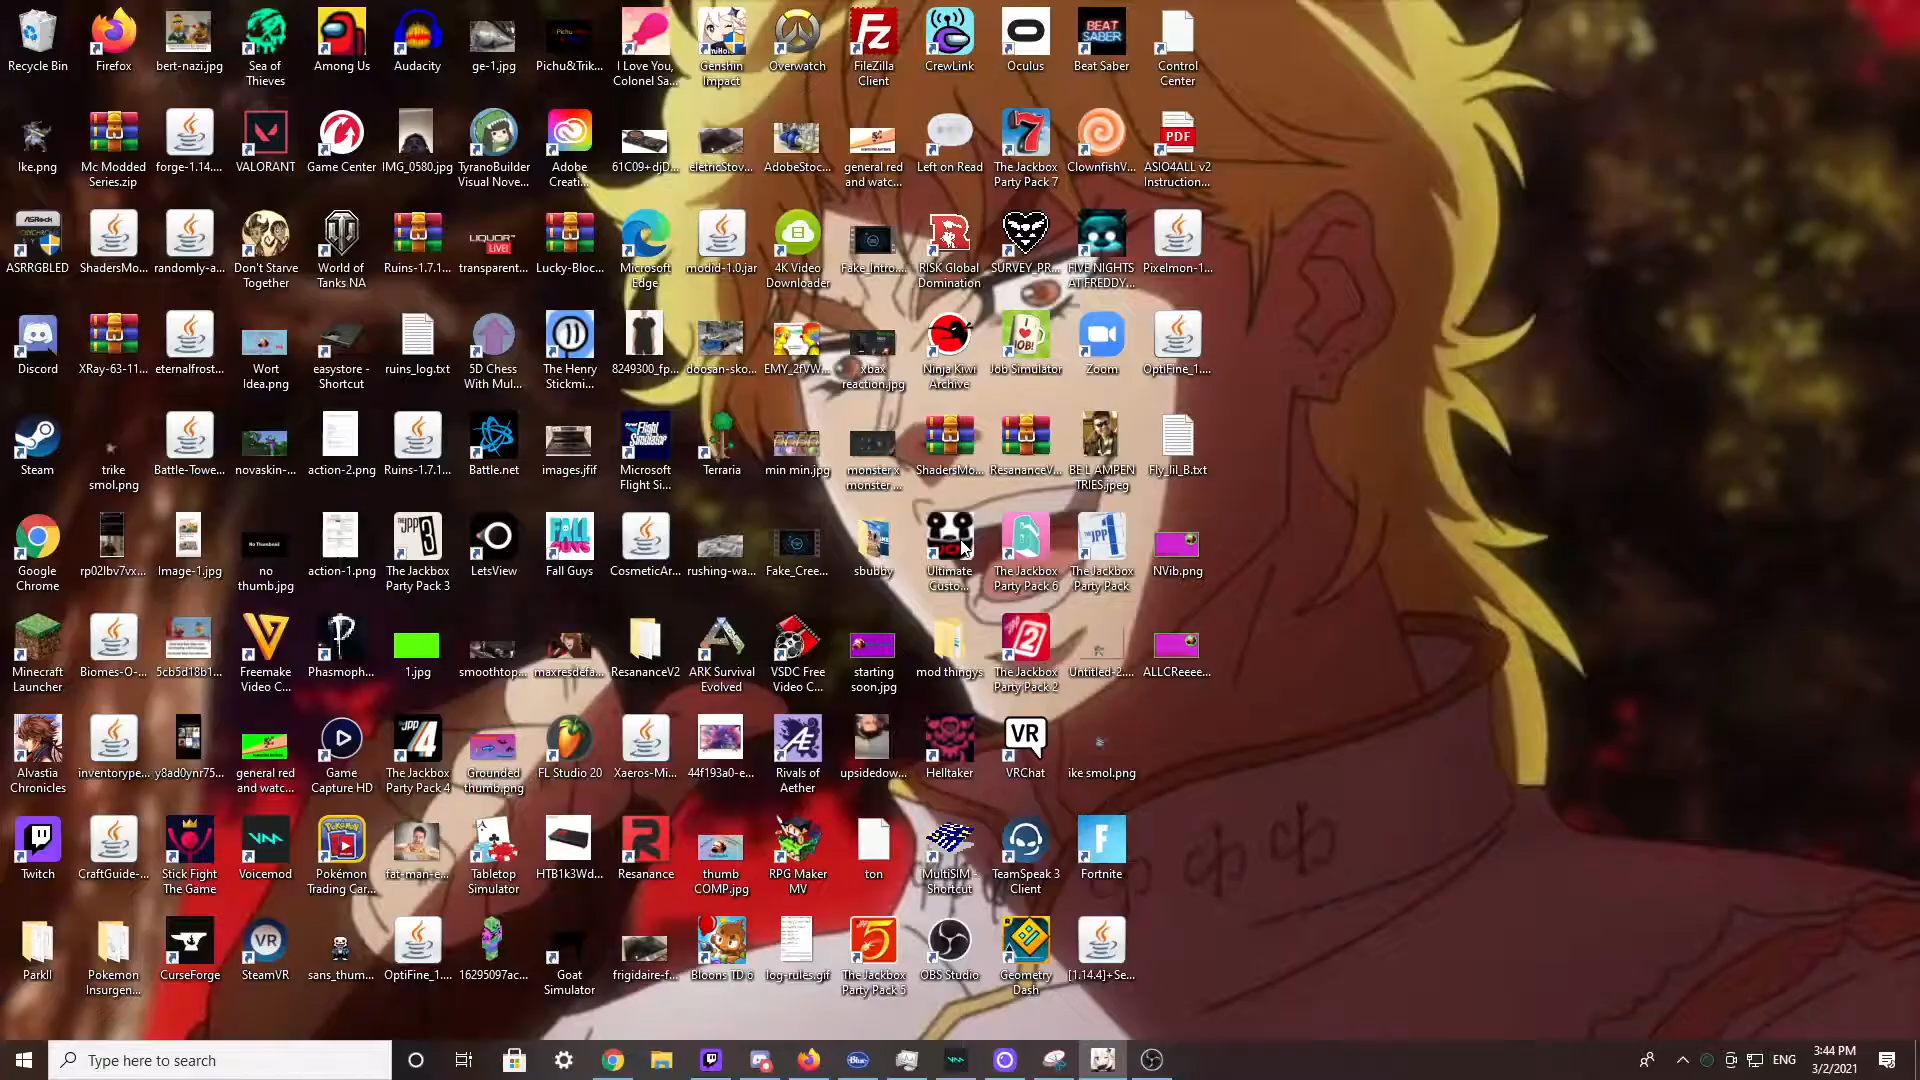 Recycle Bin
Firefox
bert-nazi.jpg
Sea of
Thieves
Among Us
Audacity
ge-1.jpg
Pichu&Trik...
I Love You,
Colonel Sa...
Genshin
Impact
Overwatch
FileZilla
Client
CrewLink
Oculus
BEAT
SABER
Beat Saber
Control
Center
Ike.png
Mc Modded
Series.zip
forge-1.14....
VALORANT
Game Center
IMG_0580.jpg
TyranoBuilder
Visual Nove...
Adobe
Creati...
61C09+djD...
eletricStov...
AdobeStoc...
general red
and watc...
Left on Read
The Jackbox
Party Pack 7
ClownfishV...
PDF
ASIO4ALL v2
Instruction...
ASRRGBLED
ShadersMo...
randomly-a...
Don't Starve
Together
World of
Tanks NA
Ruins-1.7.1...
LIQUOR
LIVE!
transparent...
Lucky-Bloc...
Microsoft
Edge
modid-1.0.jar
4K Video
Downloader
Fake_Intro....
RISK Global
Domination
SURVEY_PR...
FIVE NIGHTS
AT FREDDY...
Pixelmon-1...
Discord
XRay-63-11...
eternalfrost...
Wort
Idea.png
easystore -
Shortcut
ruins_log.txt
5D Chess
With Mul...
The Henry
Stickmi...
8249300_fp...
doosan-sko...
EMY_2fVW...
xbax
reaction.jpg
Ninja Kiwi
Archive
Job Simulator
Zoom
OptiFine_1....
Steam
trike
smol.png
Battle-Towe...
novaskin-...
action-2.png
Ruins-1.7.1...
Battle.net
images.jfif
Microsoft
Flight Si...
Terraria
min min.jpg
monster x
monster ...
ShadersMo...
ResananceV...
BE L AMPEN
TRIES.jpeg
Fly_lil_B.txt
Google
Chrome
rp02lbv7vx...
Image-1.jpg
No Thumbnail
no
thumb.jpg
action-1.png
The Jackbox
Party Pack 3
LetsView
FALL
GUYS
Fall Guys
CosmeticAr...
rushing-wa...
Fake_Cree...
sbubby
Ultimate
Custo...
The Jackbox
Party Pack 6
The Jackbox
Party Pack
NVib.png
Minecraft
Launcher
Biomes-O-...
5cb5d18b1...
Freemake
Video C...
Phasmoph...
1.jpg
smoothtop...
maxresdefa...
ResananceV2
ARK Survival
Evolved
VSDC Free
Video C...
starting
soon.jpg
mod thingys
The Jackbox
Party Pack 2
Untitled-2....
ALLCReeee...
Alvastia
Chronicles
inventorype...
y8ad0ynr75...
general red
and watc...
Game
Capture HD
The Jackbox
Party Pack 4
Grounded
thumb.png
FL Studio 20
Xaeros-Mi...
44f193a0-e...
Rivals of
Aether
upsidedow...
Helltaker
VR
VRChat
ike smol.png
Twitch
CraftGuide-...
Stick Fight
The Game
Voicemod
Pokémon
Trading Car...
fat-man-e...
Tabletop
Simulator
HTB1k3Wd...
Resanance
thumb
COMP.jpg
RPG Maker
MV
ton
MultiSIM -
Shortcut
TeamSpeak 3
Client
Fortnite
ParkII
Pokemon
Insurgen...
CurseForge
VR
SteamVR
sans_thum...
OptiFine_1....
16295097ac...
Goat
Simulator
frigidaire-f...
Bloons TD 6
log-rules.gif
The Jackbox
Party Pack 5
OBS Studio
Geometry
Dash
[1.14.4]+Se...
Type here to search
ENG
3:44 PM
3/2/2021